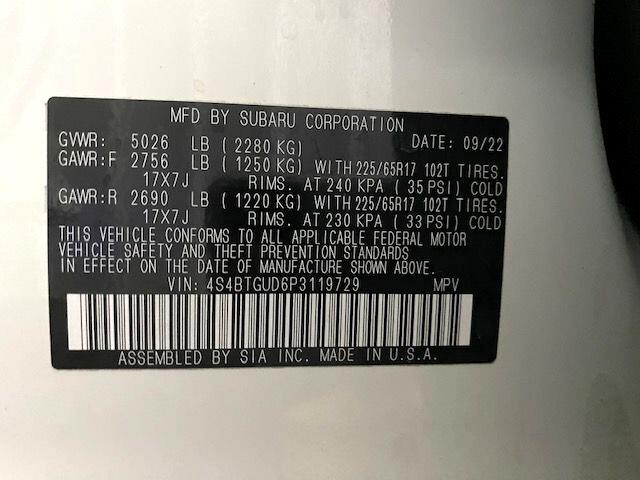 MFD BY SUBARU CORPORATION
GVWR: 5026 LB (2280 KG) DATE: 09/22
GAWR:F 2756 LB (1250 KG) WITH 225/65R17 102T TIRES.
17X7J RIMS. AT 240 KPA (35 PSI) COLD
GAWR:R 2690 LB (1220 KG) WITH 225/65R17 102T TIRES.
17X7J RIMS. AT 230 KPA (33 PSI) COLD
THIS VEHICLE CONFORMS TO ALL APPLICABLE FEDERAL MOTOR
VEHICLE SAFETY AND THEFT PREVENTION STANDARDS
IN EFFECT ON THE DATE OF MANUFACTURE SHOWN ABOVE.
VIN: 4S4BTGUD6P3119729 MPV
ASSEMBLED BY SIA INC. MADE IN U.S.A.